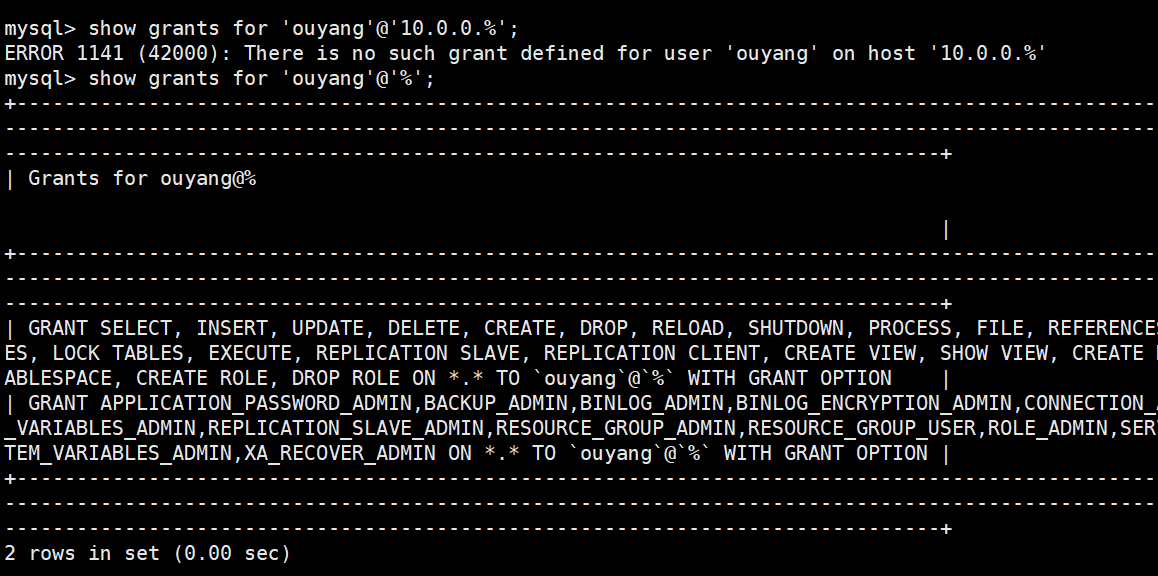 mysql> show grants for 'ouyang'@'10.0.0.%';
ERROR 1141 (42000): There is no such grant defined for user 'ouyang' on host '10.0.0.%'
mysql> show grants for 'ouyang'@'%';
+-----------------------------------------------------------------------------------------------
------------------------------------------------------------------------------------------------
------------------------------------------------------------------------------+
| Grants for ouyang@%
|
+-----------------------------------------------------------------------------------------------
------------------------------------------------------------------------------------------------
------------------------------------------------------------------------------+
| GRANT SELECT, INSERT, UPDATE, DELETE, CREATE, DROP, RELOAD, SHUTDOWN, PROCESS, FILE, REFERENCES
ES, LOCK TABLES, EXECUTE, REPLICATION SLAVE, REPLICATION CLIENT, CREATE VIEW, SHOW VIEW, CREATE
ABLESPACE, CREATE ROLE, DROP ROLE ON *.* TO `ouyang`@`%` WITH GRANT OPTION |
| GRANT APPLICATION_PASSWORD_ADMIN,BACKUP_ADMIN,BINLOG_ADMIN,BINLOG_ENCRYPTION_ADMIN,CONNECTION_
_VARIABLES_ADMIN,REPLICATION_SLAVE_ADMIN,RESOURCE_GROUP_ADMIN,RESOURCE_GROUP_USER,ROLE_ADMIN,SER
TEM_VARIABLES_ADMIN,XA_RECOVER_ADMIN ON *.* TO `ouyang`@`%` WITH GRANT OPTION |
+-----------------------------------------------------------------------------------------------
------------------------------------------------------------------------------------------------
------------------------------------------------------------------------------+
2 rows in set (0.00 sec)